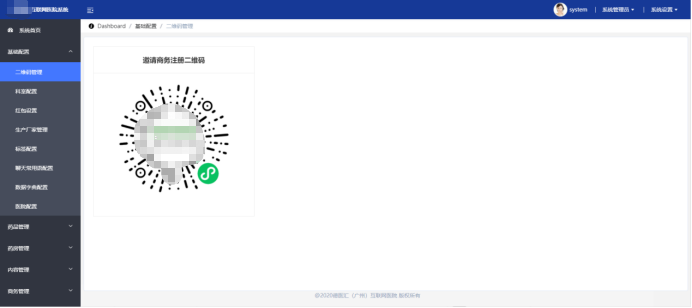 互联网医院系统
system
系统管理员
系统设置
Dashboard / 基础配置 / 二维码管理
系统首页
基础配置
二维码管理
科室配置
红包设置
生产厂家管理
标签配置
聊天常用语配置
数据字典配置
医院配置
药品管理
药房管理
内容管理
商务管理
邀请商务注册二维码
(广州) 互联网医院 版权所有